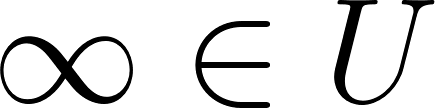 ∞ ∈ U